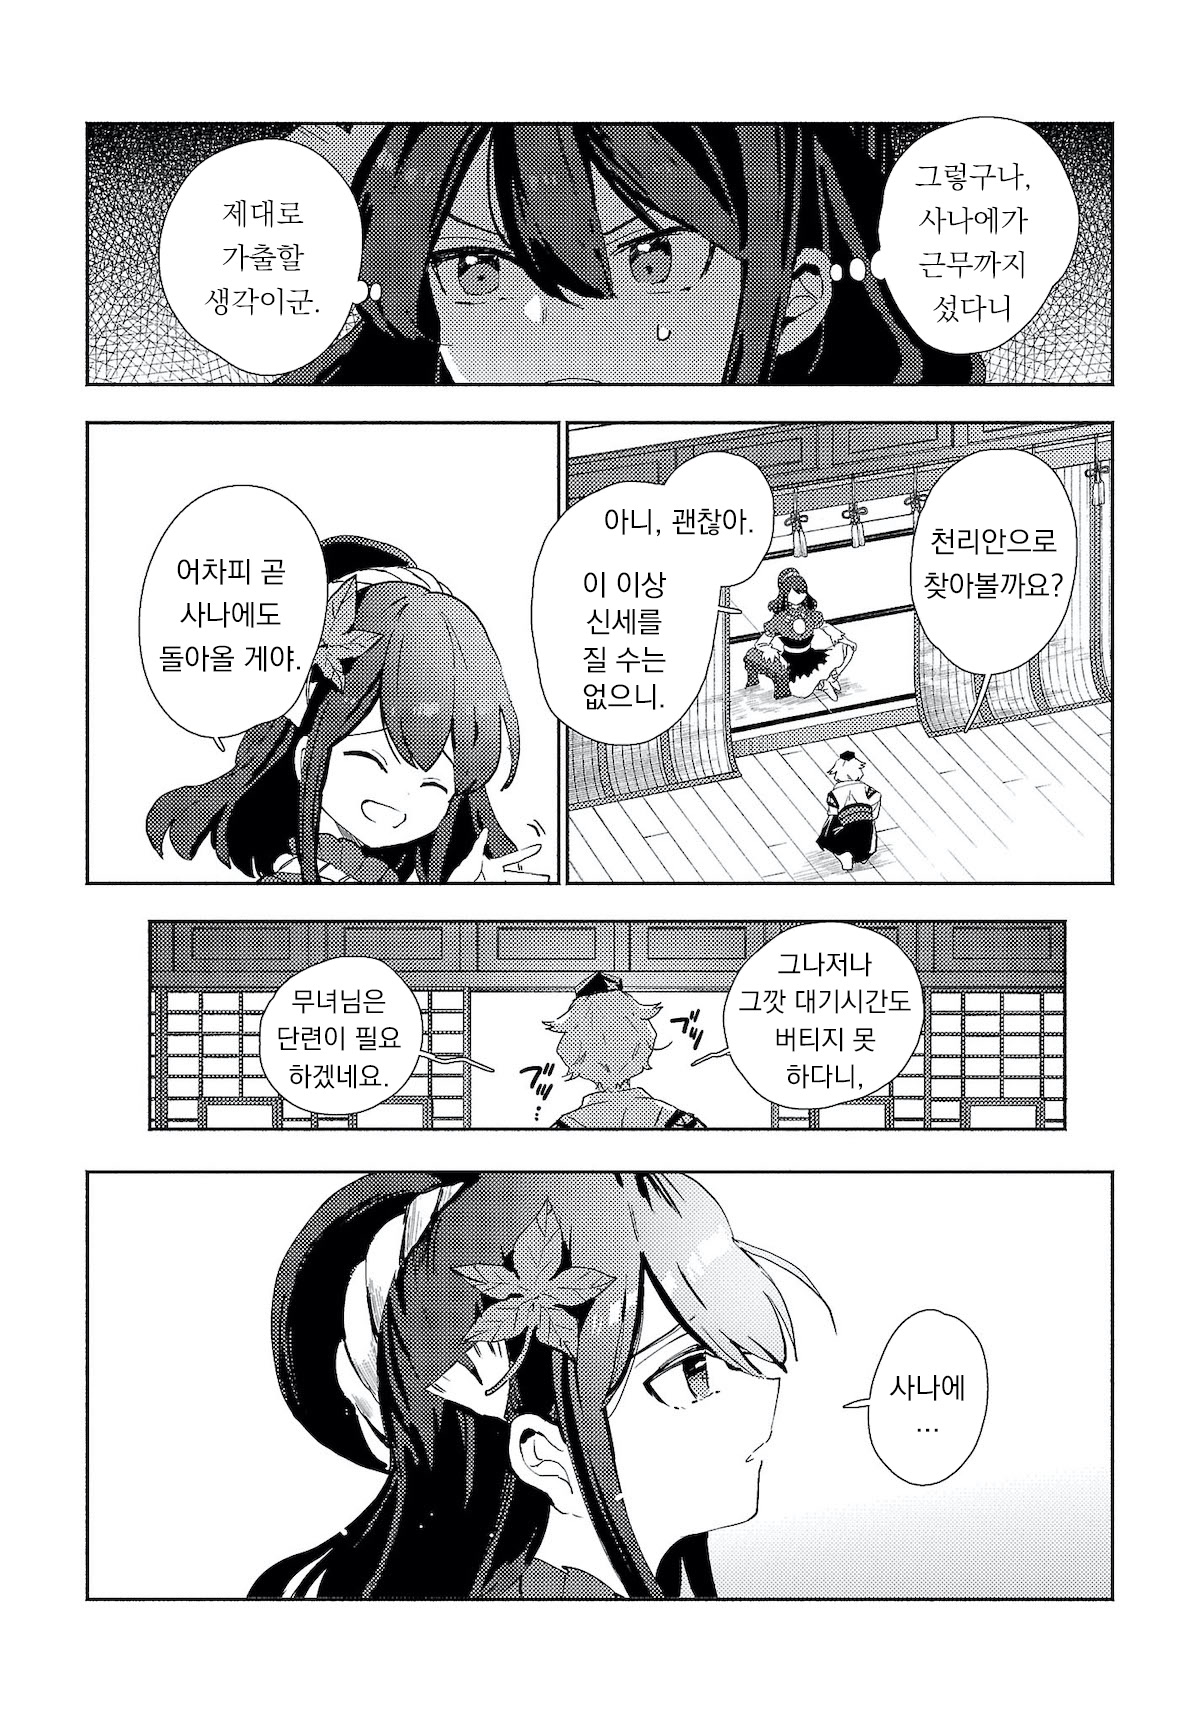 그렇구나,
사나에가
근무까지
섰다니
제대로
가출할
생각이군.
천리안으로
찾아볼까요?
아니, 괜찮아.
이 이상
신세를
질 수는
없으니.
어차피 곧
사나에도
돌아올 게야.
그나저나
그깟 대기시간도
버티지 못
하다니,
ブツ
무녀님은
단련이 필요
하겠네요.
ブツ
…
사나에
…